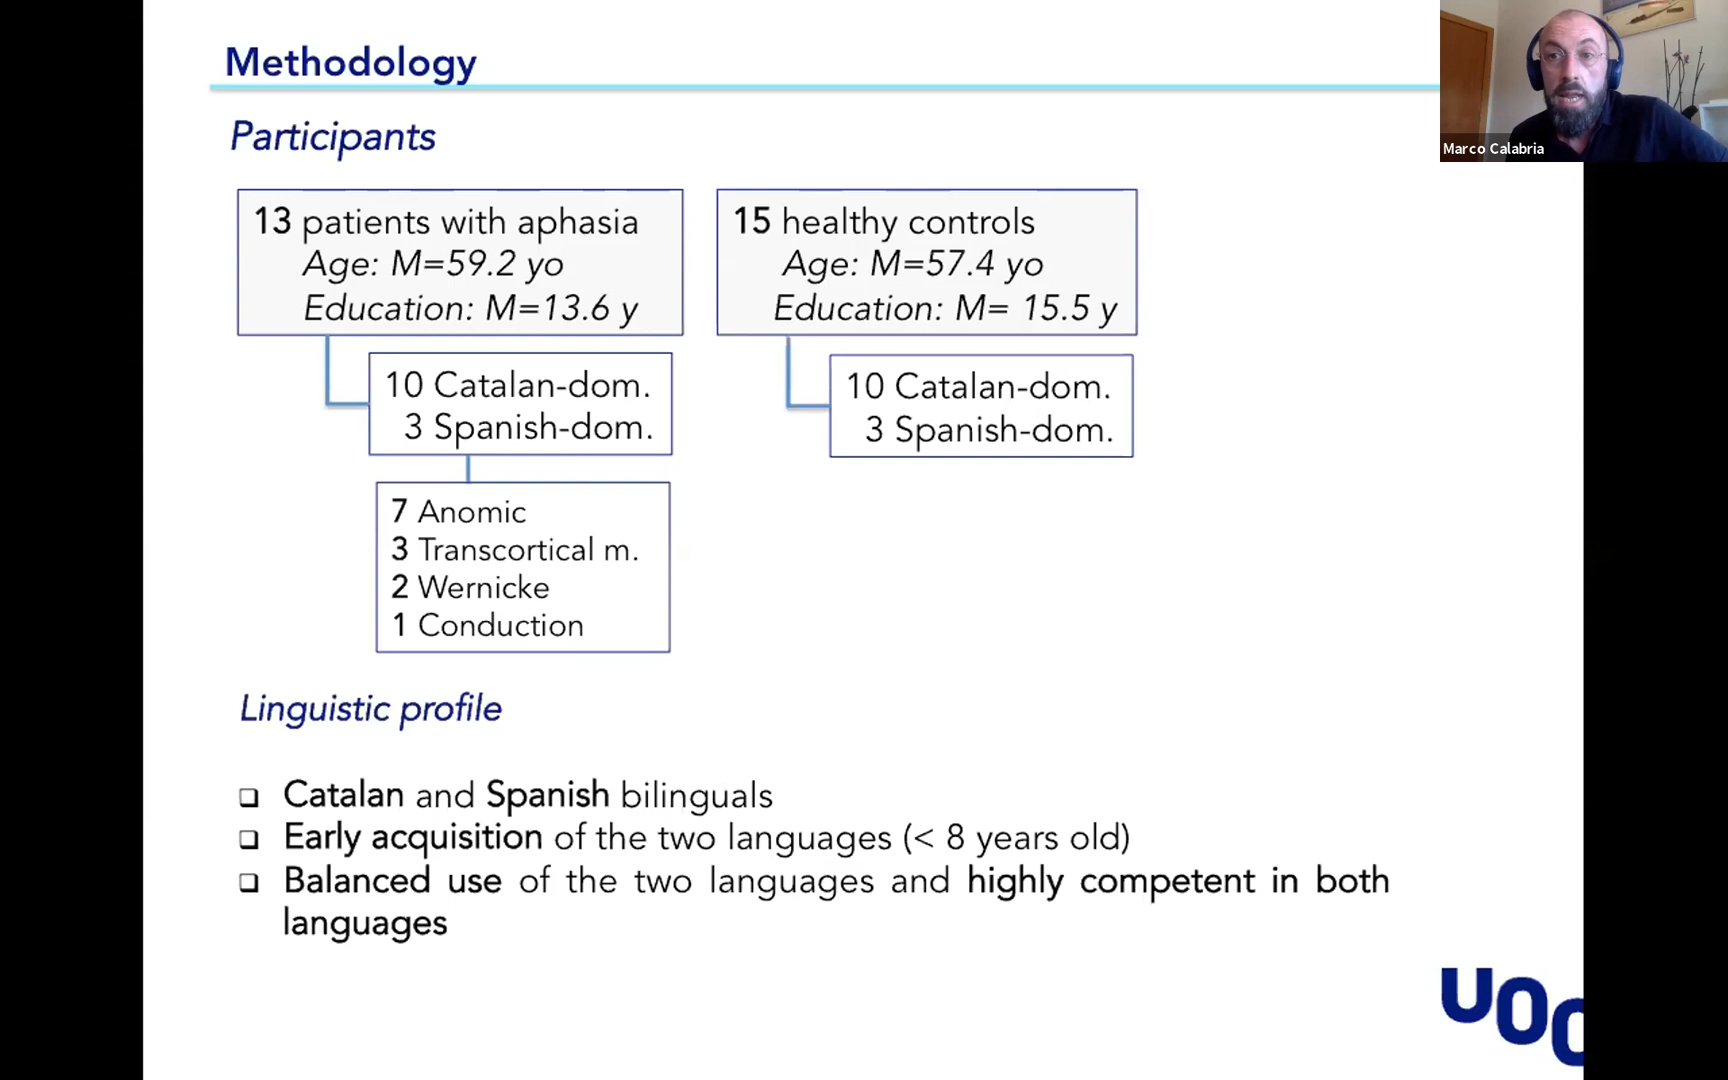 Methodology
Participants
13 patients with aphasia
Age: M=59.2 yo
Education: M=13.6 y
15 healthy controls
Age: M=57.4 yo
Education: M= 15.5 y
10 Catalan-dom.
3 Spanish-dom.
10 Catalan-dom.
3 Spanish-dom.
7 Anomic
3 Transcortical m.
2 Wernicke
1 Conduction
Linguistic profile
Catalan and Spanish bilinguals
Early acquisition of the two languages (< 8 years old)
Balanced use of the two languages and highly competent in both
languages
Marco Calabria
UOC